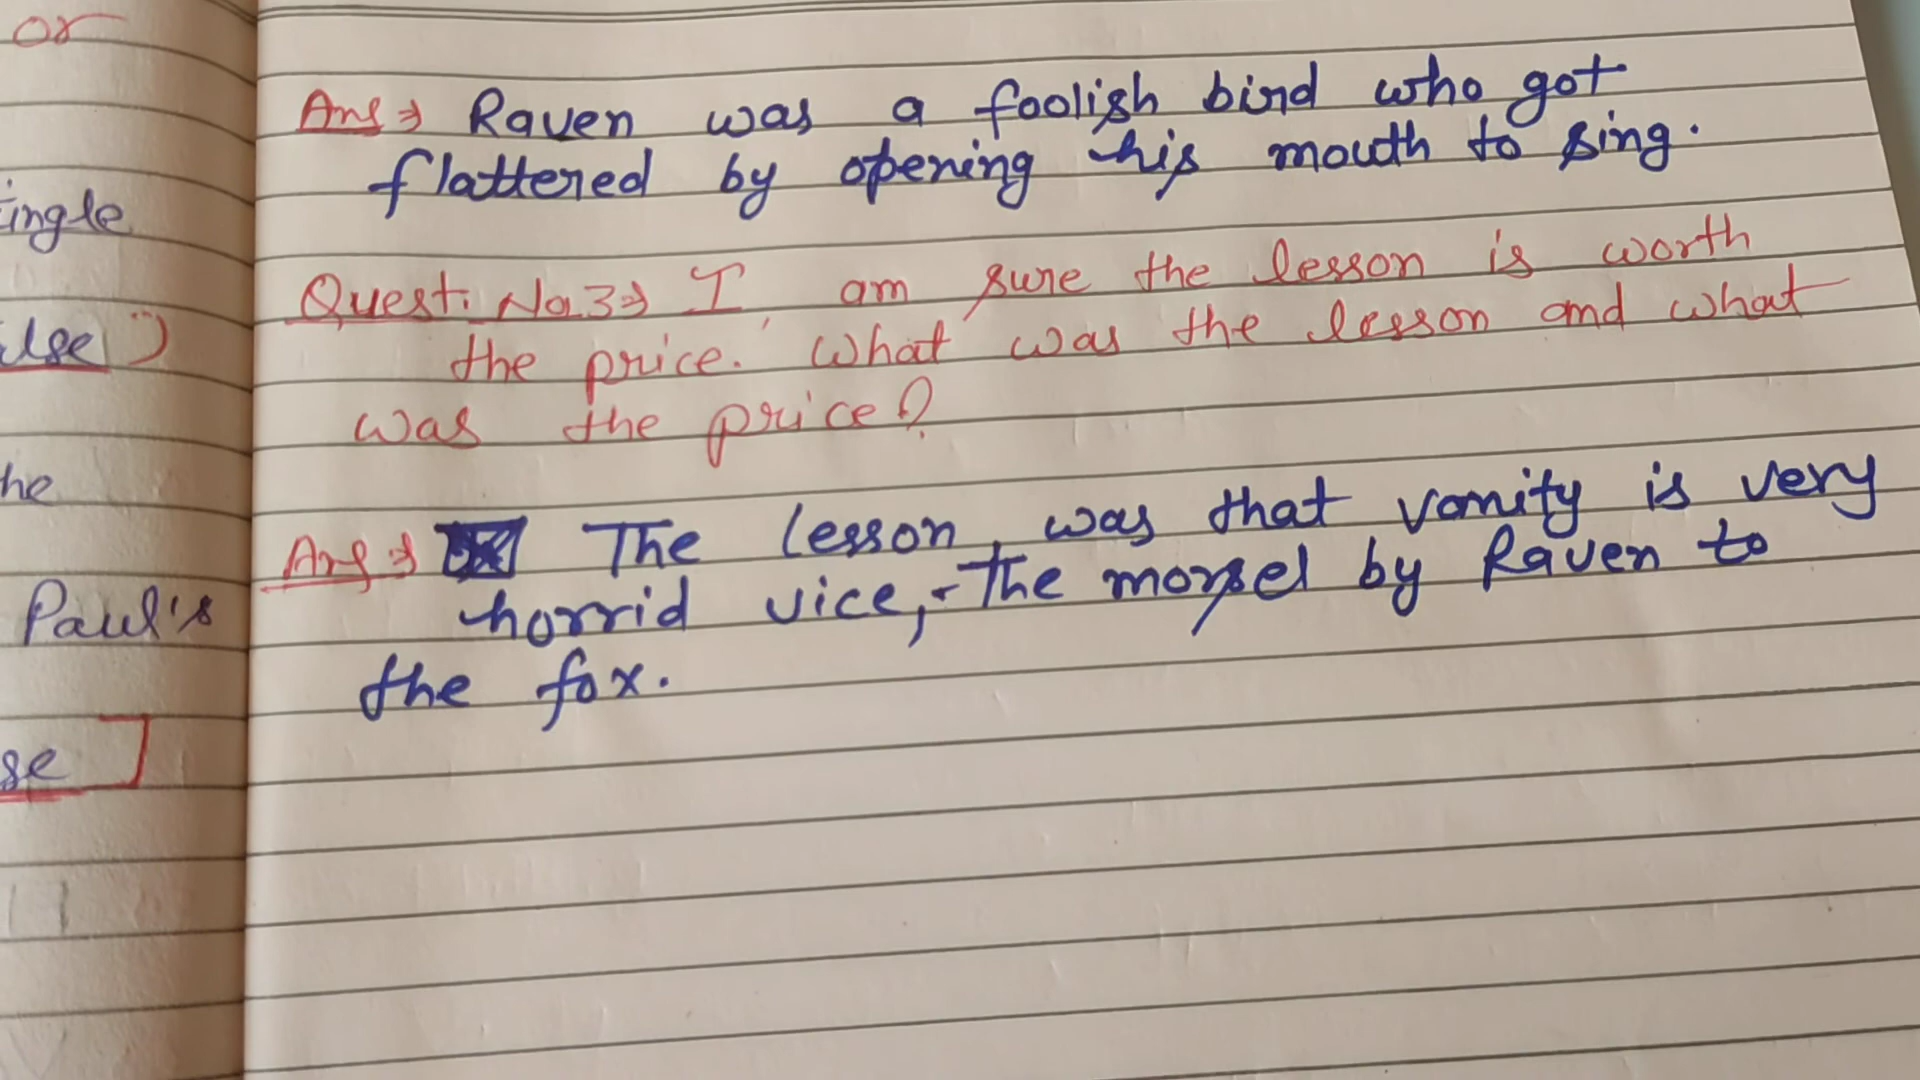 or
Ans → Raven was a foolish bird who got
flattered by opening his mouth to sing.
ingle
Quest. No.3 → I am sure the lesson is worth
the price. What was the lesson and what
else )
was the price?
he
Ans → The lesson was that vanity is very
horrid vice, - The morsel by Raven to
Paul's
the fox.
se ]